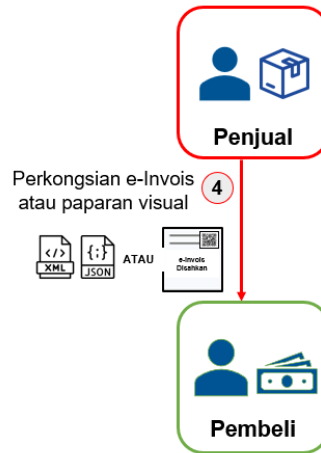 Penjual
Perkongsian e-Invois
atau paparan visual
4
</>
XML
{;}
JSON
ATAU
e-Invois
Disahkan
Pembeli